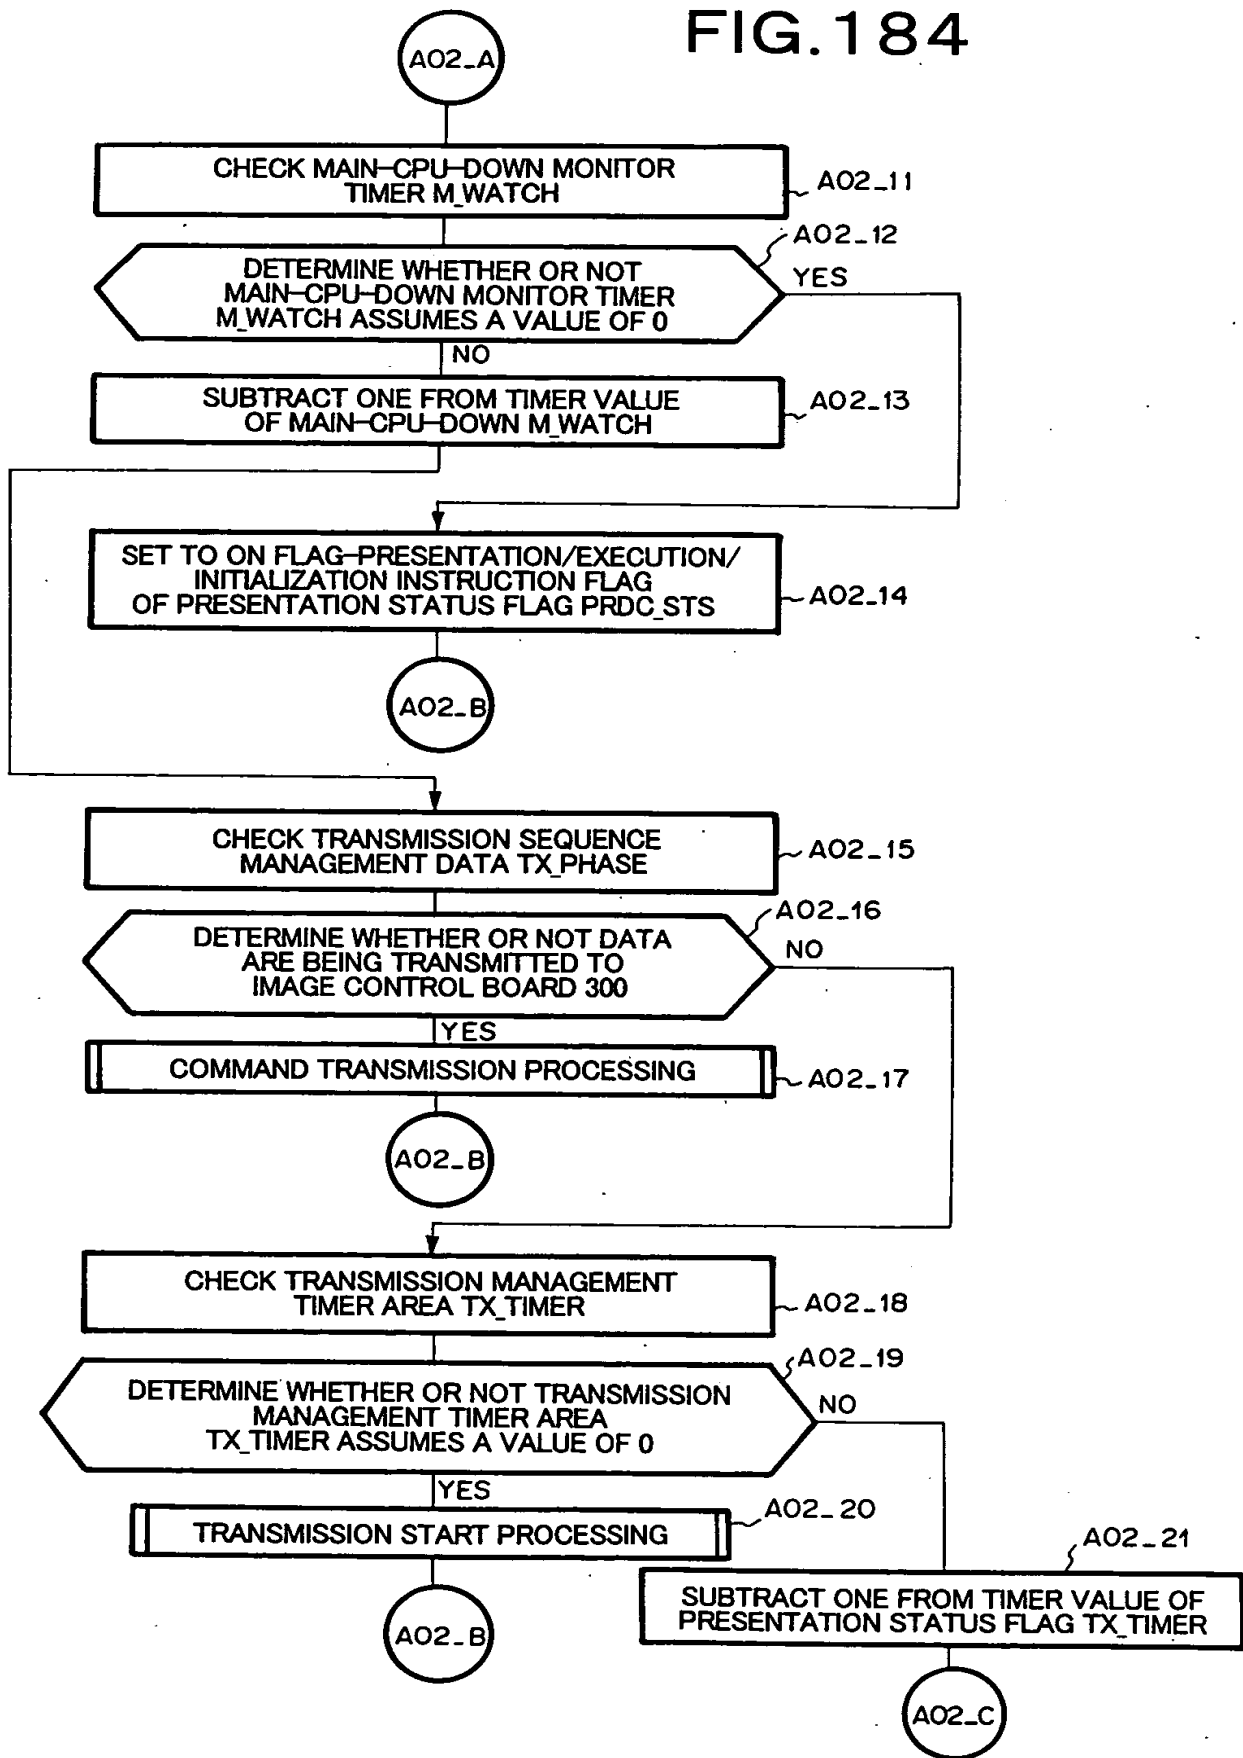 FIG.184
A02_A
CHECK MAIN-CPU-DOWN MONITOR
TIMER M_WATCH
A02_11
A02_12
DETERMINE WHETHER OR NOT
MAIN-CPU-DOWN MONITOR TIMER
M_WATCH ASSUMES A VALUE OF 0
YES
NO
SUBTRACT ONE FROM TIMER VALUE
OF MAIN-CPU-DOWN M_WATCH
A02_13
SET TO ON FLAG-PRESENTATION/EXECUTION/
INITIALIZATION INSTRUCTION FLAG
OF PRESENTATION STATUS FLAG PRDC_STS
A02_14
A02_B
CHECK TRANSMISSION SEQUENCE
MANAGEMENT DATA TX_PHASE
A02_15
A02_16
DETERMINE WHETHER OR NOT DATA
ARE BEING TRANSMITTED TO
IMAGE CONTROL BOARD 300
NO
YES
COMMAND TRANSMISSION PROCESSING
A02_17
A02_B
CHECK TRANSMISSION MANAGEMENT
TIMER AREA TX_TIMER
A02_18
A02_19
DETERMINE WHETHER OR NOT TRANSMISSION
MANAGEMENT TIMER AREA
TX_TIMER ASSUMES A VALUE OF 0
NO
YES
TRANSMISSION START PROCESSING
A02_20
A02_B
A02_21
SUBTRACT ONE FROM TIMER VALUE OF
PRESENTATION STATUS FLAG TX_TIMER
A02_C